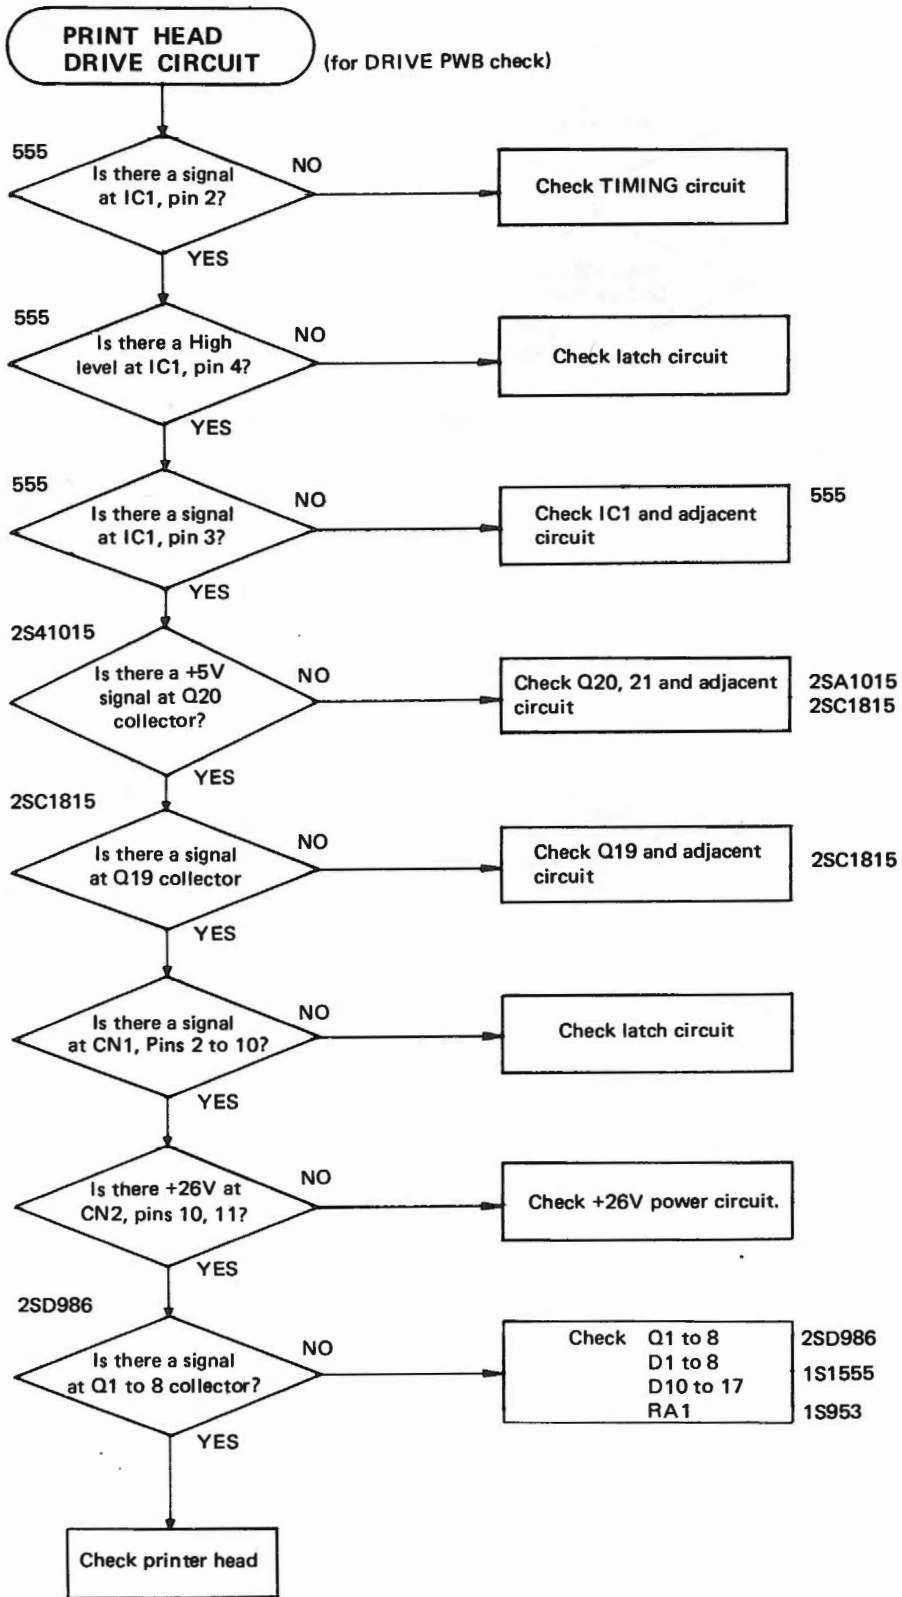 PRINT HEAD
DRIVE CIRCUIT
(for DRIVE PWB check)
555
Is there a signal
at IC1, pin 2?
NO
Check TIMING circuit
YES
555
Is there a High
level at IC1, pin 4?
NO
Check latch circuit
YES
555
Is there a signal
at IC1, pin 3?
NO
Check IC1 and adjacent
circuit
555
YES
2S41015
Is there a +5V
signal at Q20
collector?
NO
Check Q20, 21 and adjacent
circuit
2SA1015
2SC1815
YES
2SC1815
Is there a signal
at Q19 collector
NO
Check Q19 and adjacent
circuit
2SC1815
YES
Is there a signal
at CN1, Pins 2 to 10?
NO
Check latch circuit
YES
Is there +26V at
CN2, pins 10, 11?
NO
Check +26V power circuit.
YES
2SD986
Is there a signal
at Q1 to 8 collector?
NO
Check Q1 to 8
D1 to 8
D10 to 17
RA1
2SD986
1S1555
1S953
YES
Check printer head